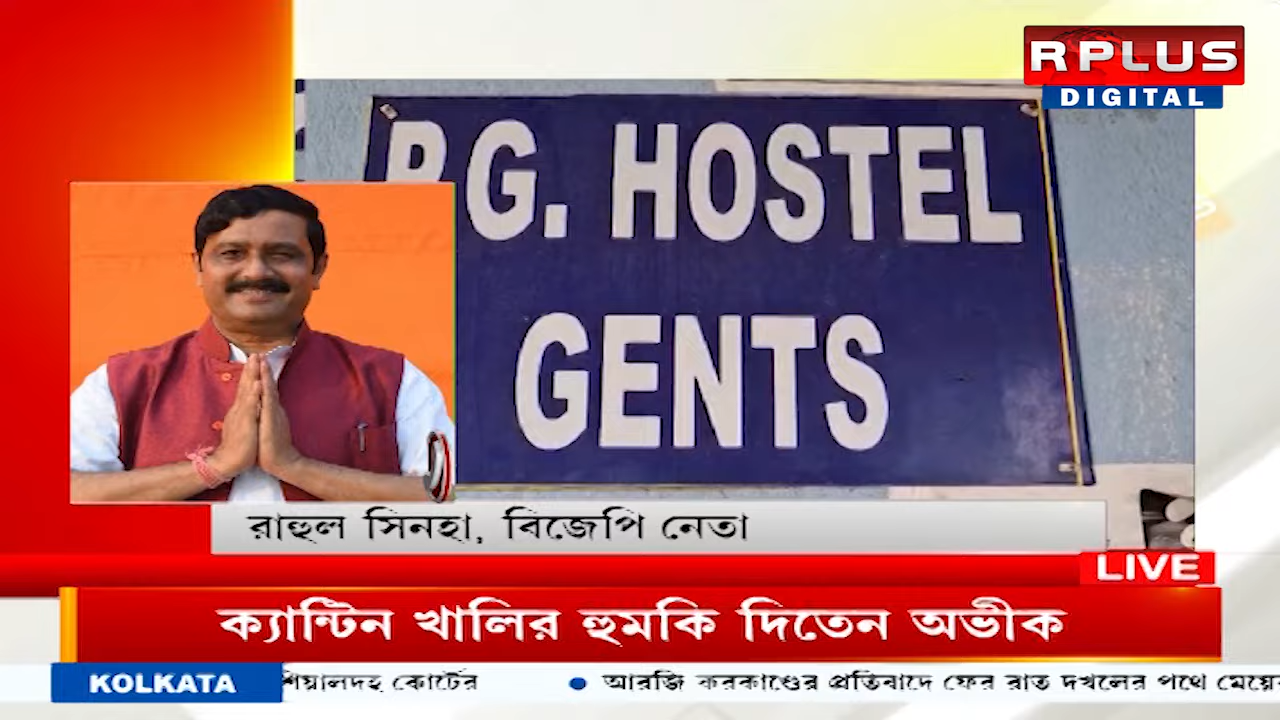 RPLUS
DIGITAL
P.G. HOSTEL
GENTS
রাহুল সিনহা, বিজেপি নেতা
LIVE
ক্যান্টিন খালির হুমকি দিতেন অভীক
KOLKATA
শিয়ালদহ কোর্টের • আরজি করকাণ্ডের প্রতিবাদে ফের রাত দখলের পথে মেয়ে